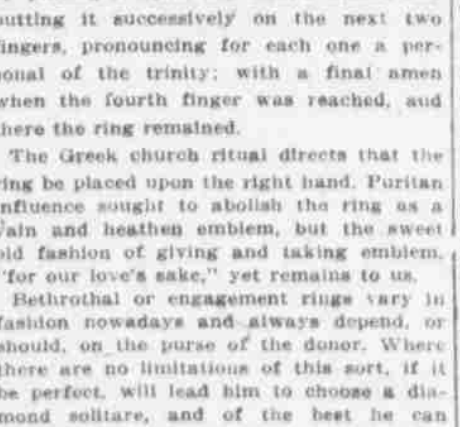 utting it successively on the next two
ingers, pronouncing for each one a per-
onal of the trinity; with a final amen
when the fourth finger was reached, and
here the ring remained.
The Greek church ritual directs that the
ing be placed upon the right hand. Puritan
nfluence sought to abolish the ring as a
vain and heathen emblem, but the sweet
old fashion of giving and taking emblem,
"for our love's sake," yet remains to us.
Bethrothal or engagement rings vary in
fashion nowadays and always depend, or
should, on the purse of the donor. Where
there are no limitations of this sort, if it
be perfect, will lead him to choose a dia-
mond solitare, and of the best he can